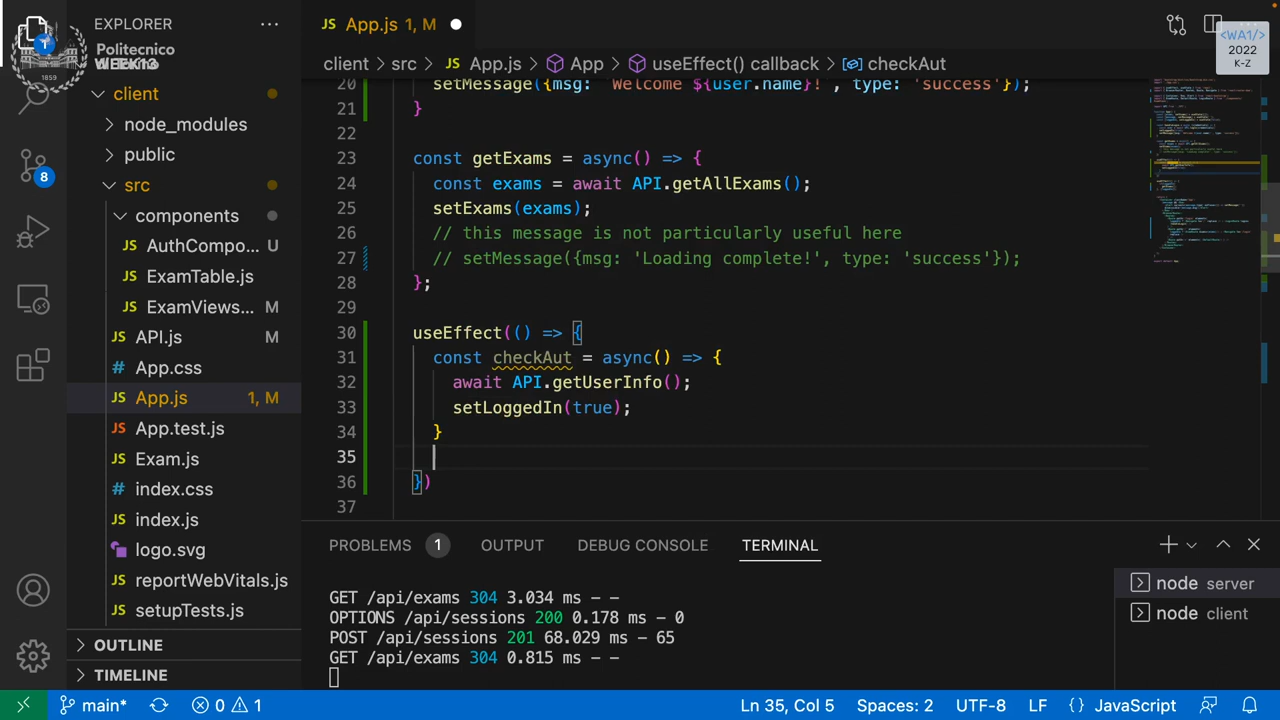 EXPLORER
Politecnico
WEEK13
1859
client
node_modules
public
src
components
AuthCompo... U
ExamTable.js
ExamViews... M
API.js M
App.css
App.js 1, M
App.test.js
Exam.js
index.css
index.js
logo.svg
reportWebVitals.js
setupTests.js
OUTLINE
TIMELINE
8
JS App.js 1, M
<WA1/>
2022
K-Z
client > src > JS App.js > App > useEffect() callback > checkAut
20 setMessage({msg: `Welcome ${user.name}!`, type: 'success'});
21 }
22
23 const getExams = async() => {
24 const exams = await API.getAllExams();
25 setExams(exams);
26 // This message is not particularly useful here
27 // setMessage({msg: 'Loading complete!', type: 'success'});
28 };
29
30 useEffect(() => {
31 const checkAut = async() => {
32 await API.getUserInfo();
33 setLoggedIn(true);
34 }
35
36 })
37
PROBLEMS 1 OUTPUT DEBUG CONSOLE TERMINAL
GET /api/exams 304 3.034 ms - -
OPTIONS /api/sessions 200 0.178 ms - 0
POST /api/sessions 201 68.029 ms - 65
GET /api/exams 304 0.815 ms - -
node server
node client
main* 0 1 Ln 35, Col 5 Spaces: 2 UTF-8 LF {} JavaScript